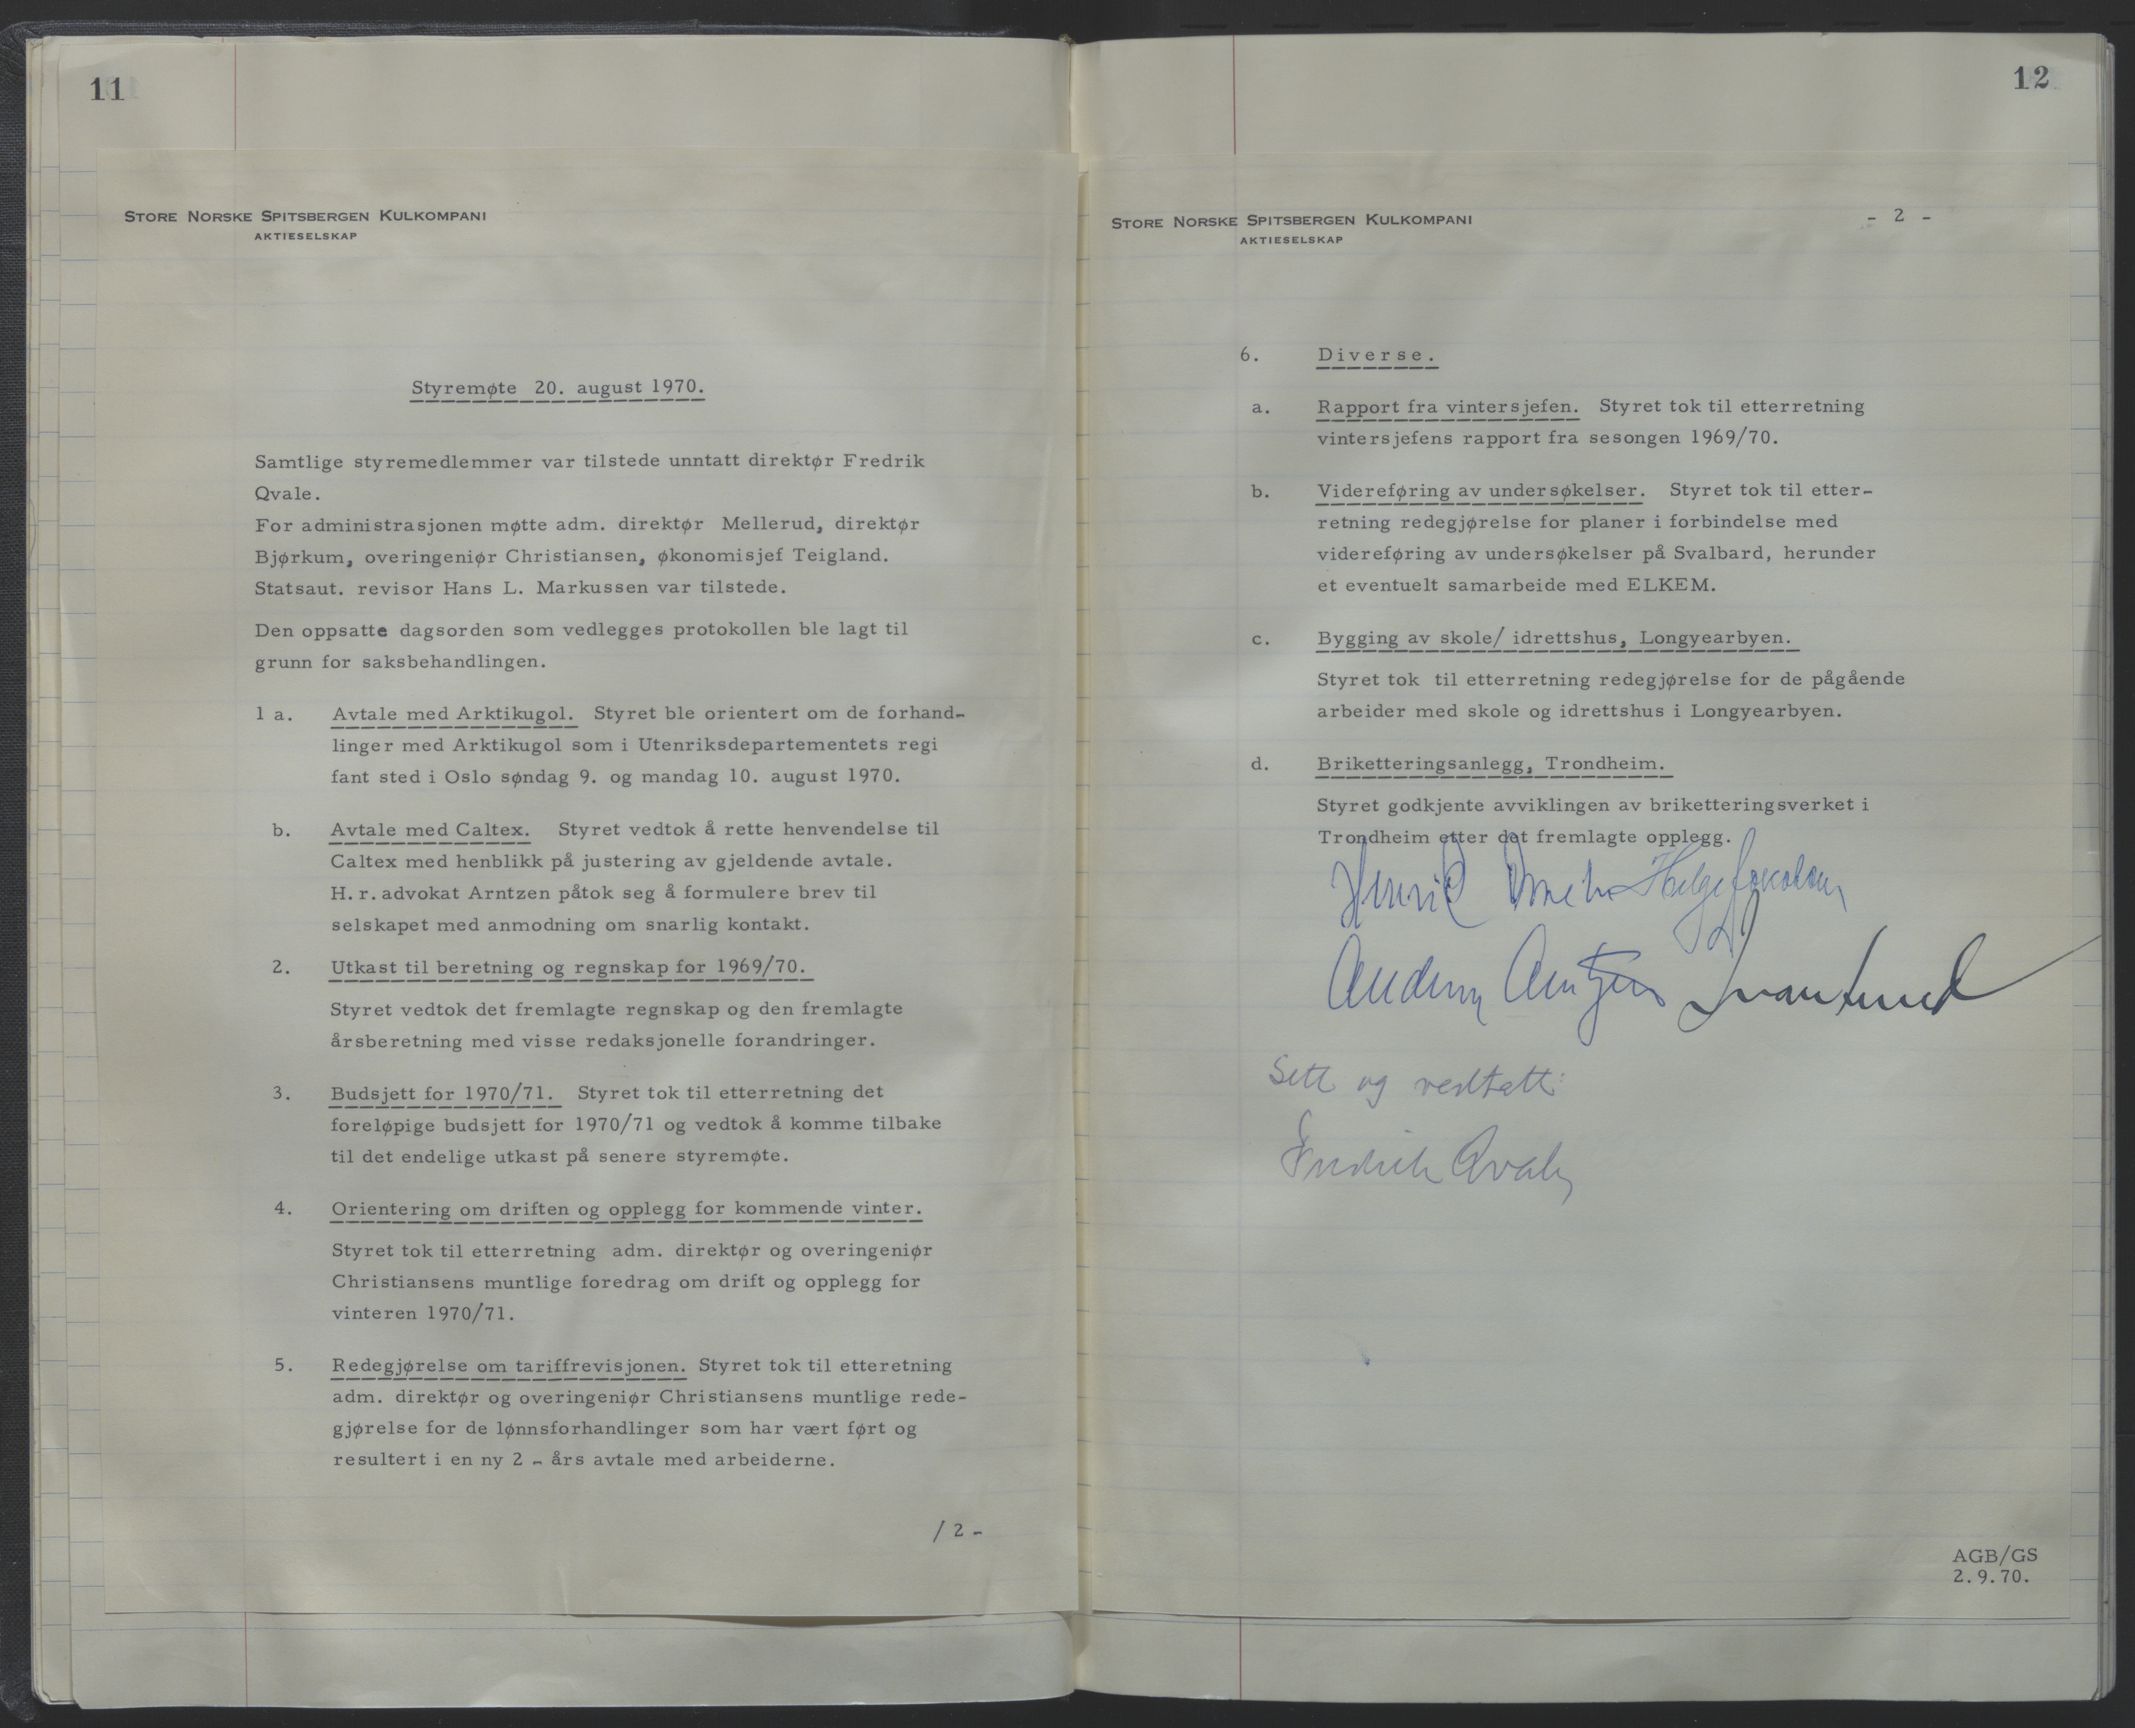 11
STORE NORSKE SPITSBERGEN KULKOMPANI
AKTIESELSKAP
Styremøte 20. august 1970.
Samtlige styremedlemmer var tilstede unntatt direktør Fredrik
Qvale.
For administrasjonen møtte adm. direktør Mellerud, direktør
Bjørkum, overingeniør Christiansen, økonomisjef Teigland.
Statsaut. revisor Hans L. Markussen var tilstede.
Den oppsatte dagsorden som vedlegges protokollen ble lagt til
grunn for saksbehandlingen.
1 a. Avtale med Arktikugol. Styret ble orientert om de forhand-
linger med Arktikugol som i Utenriksdepartementets regi
fant sted i Oslo søndag 9. og mandag 10. august 1970.
b. Avtale med Caltex. Styret vedtok å rette henvendelse til
Caltex med henblikk på justering av gjeldende avtale.
H. r. advokat Arntzen påtok seg å formulere brev til
selskapet med anmodning om snarlig kontakt.
2. Utkast til beretning og regnskap for 1969/70.
Styret vedtok det fremlagte regnskap og den fremlagte
årsberetning med visse redaksjonelle forandringer.
3. Budsjett for 1970/71. Styret tok til etterretning det
foreløpige budsjett for 1970/71 og vedtok å komme tilbake
til det endelige utkast på senere styremøte.
4. Orientering om driften og opplegg for kommende vinter.
Styret tok til etterretning adm. direktør og overingeniør
Christiansens muntlige foredrag om drift og opplegg for
vinteren 1970/71.
5. Redegjørelse om tariffrevisjonen. Styret tok til etteretning
adm. direktør og overingeniør Christiansens muntlige rede-
gjørelse for de lønnsforhandlinger som har vært ført og
resultert i en ny 2 - års avtale med arbeiderne.
/ 2 -
12
STORE NORSKE SPITSBERGEN KULKOMPANI
AKTIESELSKAP
- 2 -
6. Diverse.
a. Rapport fra vintersjefen. Styret tok til etterretning
vintersjefens rapport fra sesongen 1969/70.
b. Videreføring av undersøkelser. Styret tok til etter-
retning redegjørelse for planer i forbindelse med
videreføring av undersøkelser på Svalbard, herunder
et eventuelt samarbeide med ELKEM.
c. Bygging av skole/ idrettshus, Longyearbyen.
Styret tok til etterretning redegjørelse for de pågående
arbeider med skole og idrettshus i Longyearbyen.
d. Briketteringsanlegg, Trondheim.
Styret godkjente avviklingen av briketteringsverket i
Trondheim etter det fremlagte opplegg.
Henrik Helge Jakobsen
Arntzen
Sett og vedtatt:
Fredrik Qvale
AGB/GS
2.9.70.